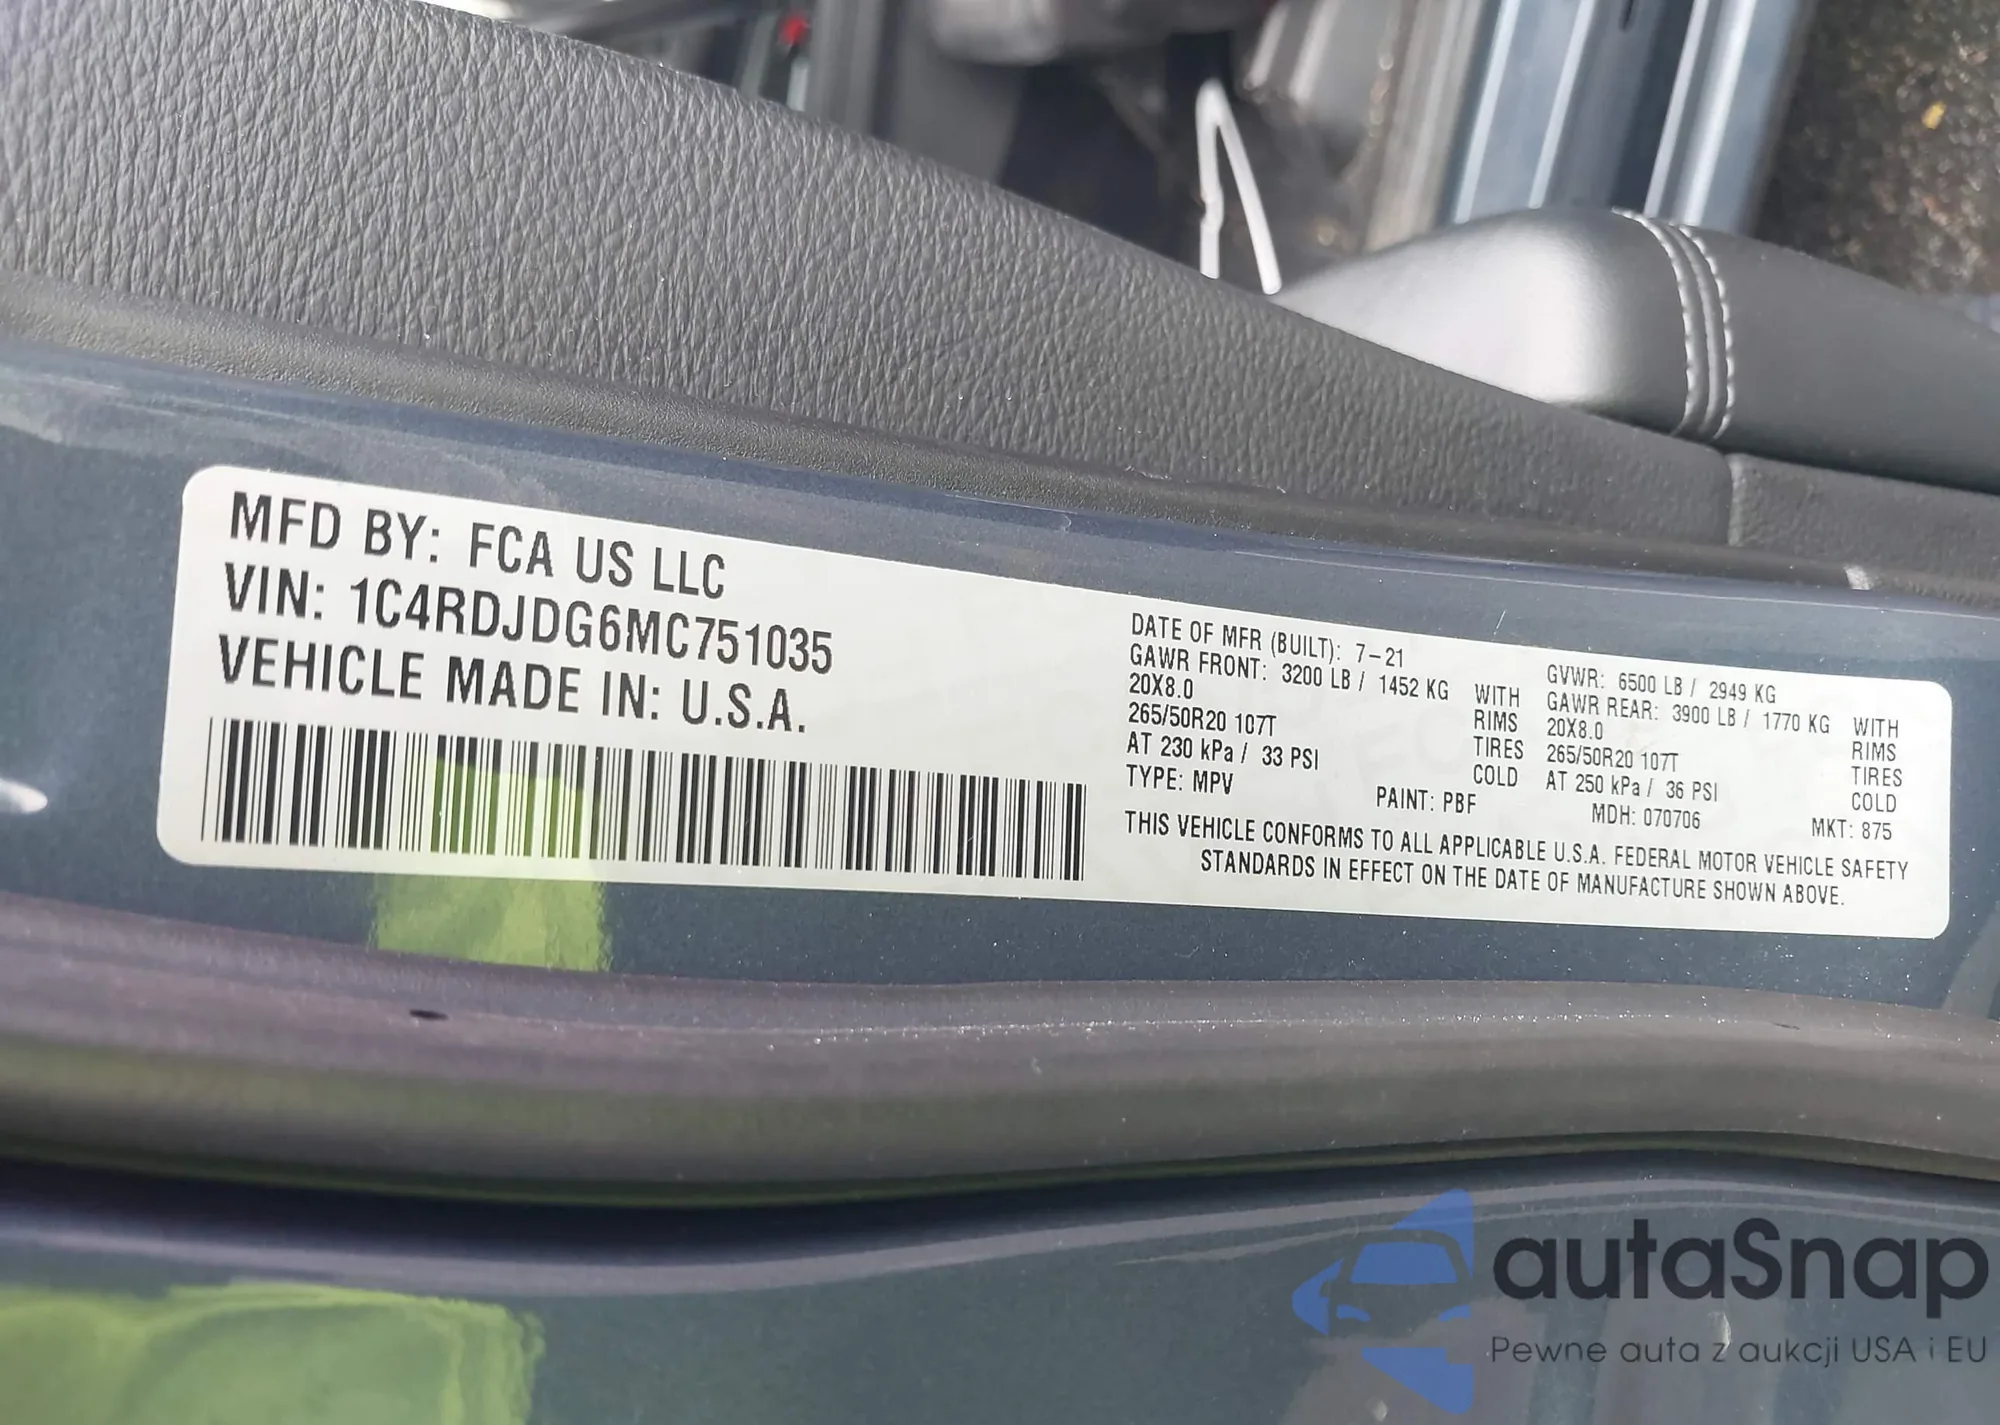 MFD BY: FCA US LLC
VIN: 1C4RDJDG6MC751035
VEHICLE MADE IN: U.S.A.
DATE OF MFR (BUILT): 7-21
GAWR FRONT: 3200 LB / 1452 KG WITH
20X8.0 RIMS
265/50R20 107T TIRES
AT 230 kPa / 33 PSI COLD
GVWR: 6500 LB / 2949 KG
GAWR REAR: 3900 LB / 1770 KG WITH
20X8.0 RIMS
265/50R20 107T TIRES
AT 250 kPa / 36 PSI COLD
TYPE: MPV PAINT: PBF MDH: 070706 MKT: 875
THIS VEHICLE CONFORMS TO ALL APPLICABLE U.S.A. FEDERAL MOTOR VEHICLE SAFETY
STANDARDS IN EFFECT ON THE DATE OF MANUFACTURE SHOWN ABOVE.
autaSnap
Pewne auta z aukcji USA i EU